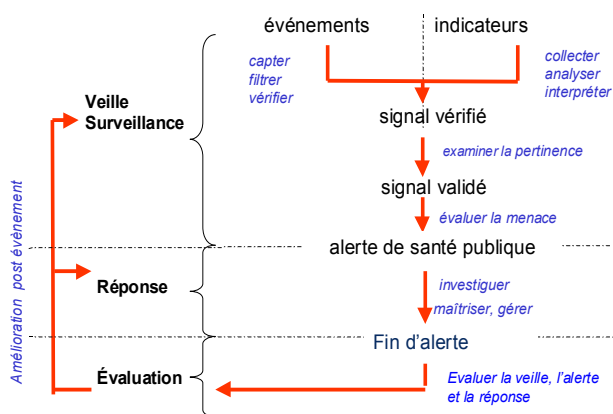 événements
indicateurs
capter
filtrer
vérifier
collecter
analyser
interpréter
Veille
Surveillance
signal vérifié
examiner la pertinence
signal validé
évaluer la menace
alerte de santé publique
Réponse
investiguer
maîtriser, gérer
Fin d'alerte
Évaluation
Evaluer la veille, l'alerte
et la réponse
Amélioration post évènement